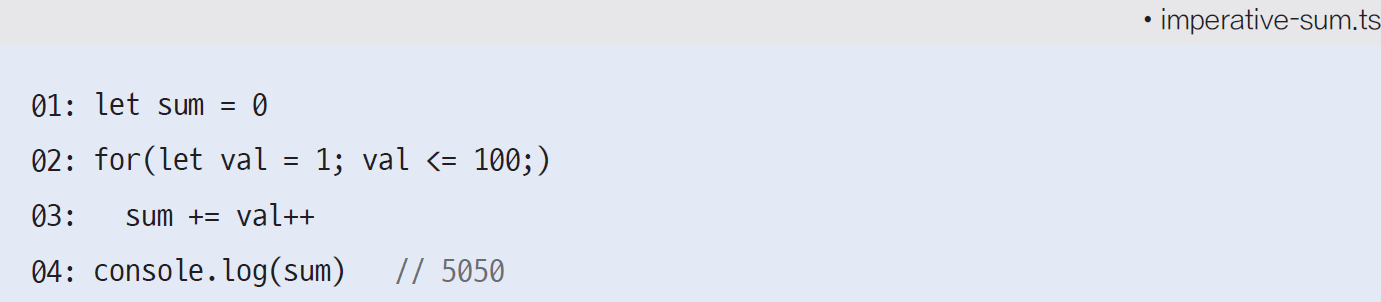 • imperative-sum.ts
01: let sum = 0
02: for(let val = 1; val <= 100;)
03:   sum += val++
04: console.log(sum)   // 5050